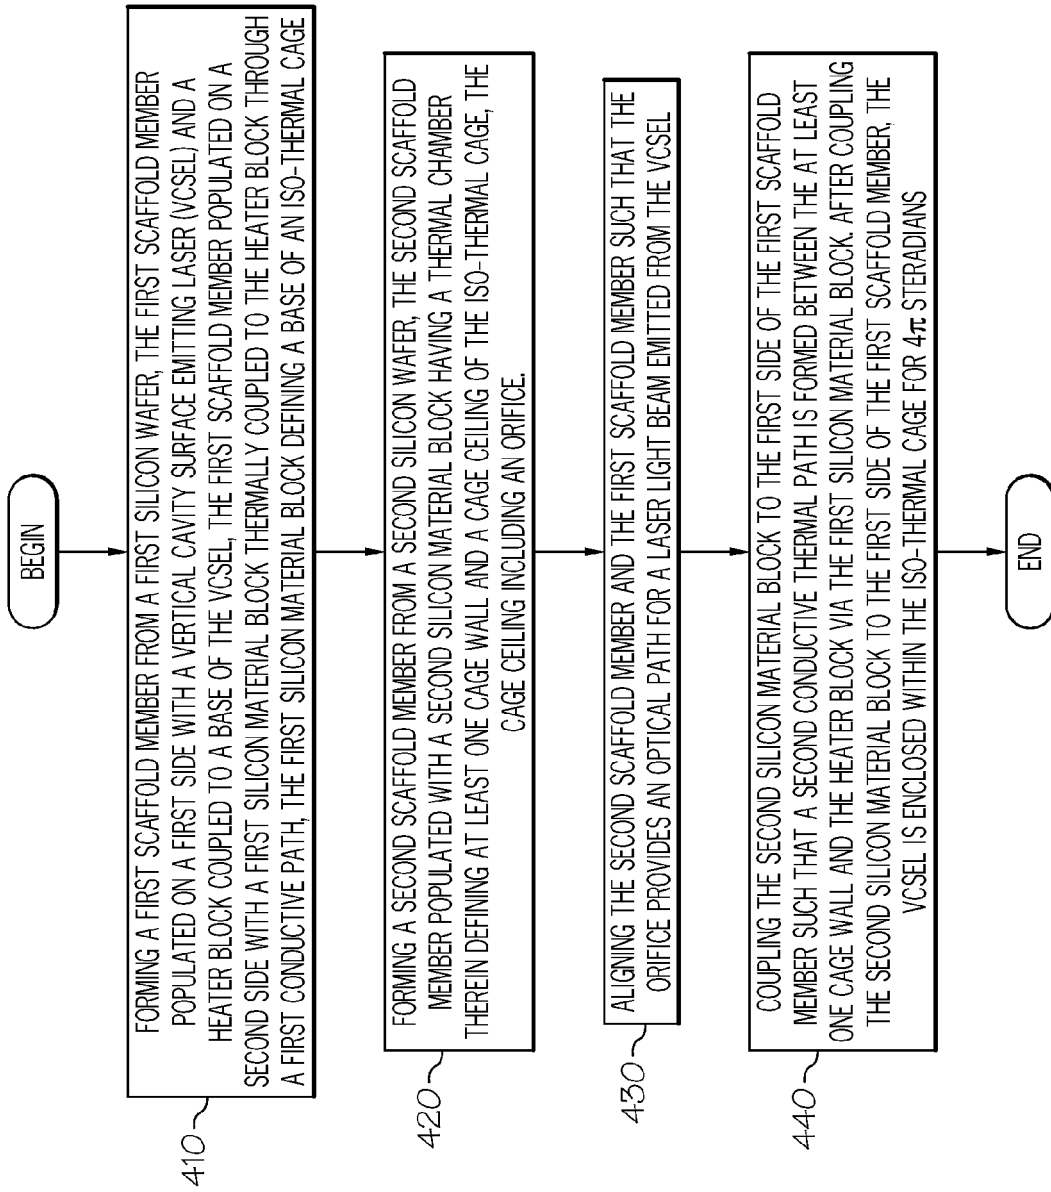 BEGIN
410
FORMING A FIRST SCAFFOLD MEMBER FROM A FIRST SILICON WAFER, THE FIRST SCAFFOLD MEMBER
POPULATED ON A FIRST SIDE WITH A VERTICAL CAVITY SURFACE EMITTING LASER (VCSEL) AND A
HEATER BLOCK COUPLED TO A BASE OF THE VCSEL, THE FIRST SCAFFOLD MEMBER POPULATED ON A
SECOND SIDE WITH A FIRST SILICON MATERIAL BLOCK THERMALLY COUPLED TO THE HEATER BLOCK THROUGH
A FIRST CONDUCTIVE PATH, THE FIRST SILICON MATERIAL BLOCK DEFINING A BASE OF AN ISO-THERMAL CAGE
420
FORMING A SECOND SCAFFOLD MEMBER FROM A SECOND SILICON WAFER, THE SECOND SCAFFOLD
MEMBER POPULATED WITH A SECOND SILICON MATERIAL BLOCK HAVING A THERMAL CHAMBER
THEREIN DEFINING AT LEAST ONE CAGE WALL AND A CAGE CEILING OF THE ISO-THERMAL CAGE, THE
CAGE CEILING INCLUDING AN ORIFICE.
430
ALIGNING THE SECOND SCAFFOLD MEMBER AND THE FIRST SCAFFOLD MEMBER SUCH THAT THE
ORIFICE PROVIDES AN OPTICAL PATH FOR A LASER LIGHT BEAM EMITTED FROM THE VCSEL
440
COUPLING THE SECOND SILICON MATERIAL BLOCK TO THE FIRST SIDE OF THE FIRST SCAFFOLD
MEMBER SUCH THAT A SECOND CONDUCTIVE THERMAL PATH IS FORMED BETWEEN THE AT LEAST
ONE CAGE WALL AND THE HEATER BLOCK VIA THE FIRST SILICON MATERIAL BLOCK. AFTER COUPLING
THE SECOND SILICON MATERIAL BLOCK TO THE FIRST SIDE OF THE FIRST SCAFFOLD MEMBER, THE
VCSEL IS ENCLOSED WITHIN THE ISO-THERMAL CAGE FOR 4π STERADIANS
END